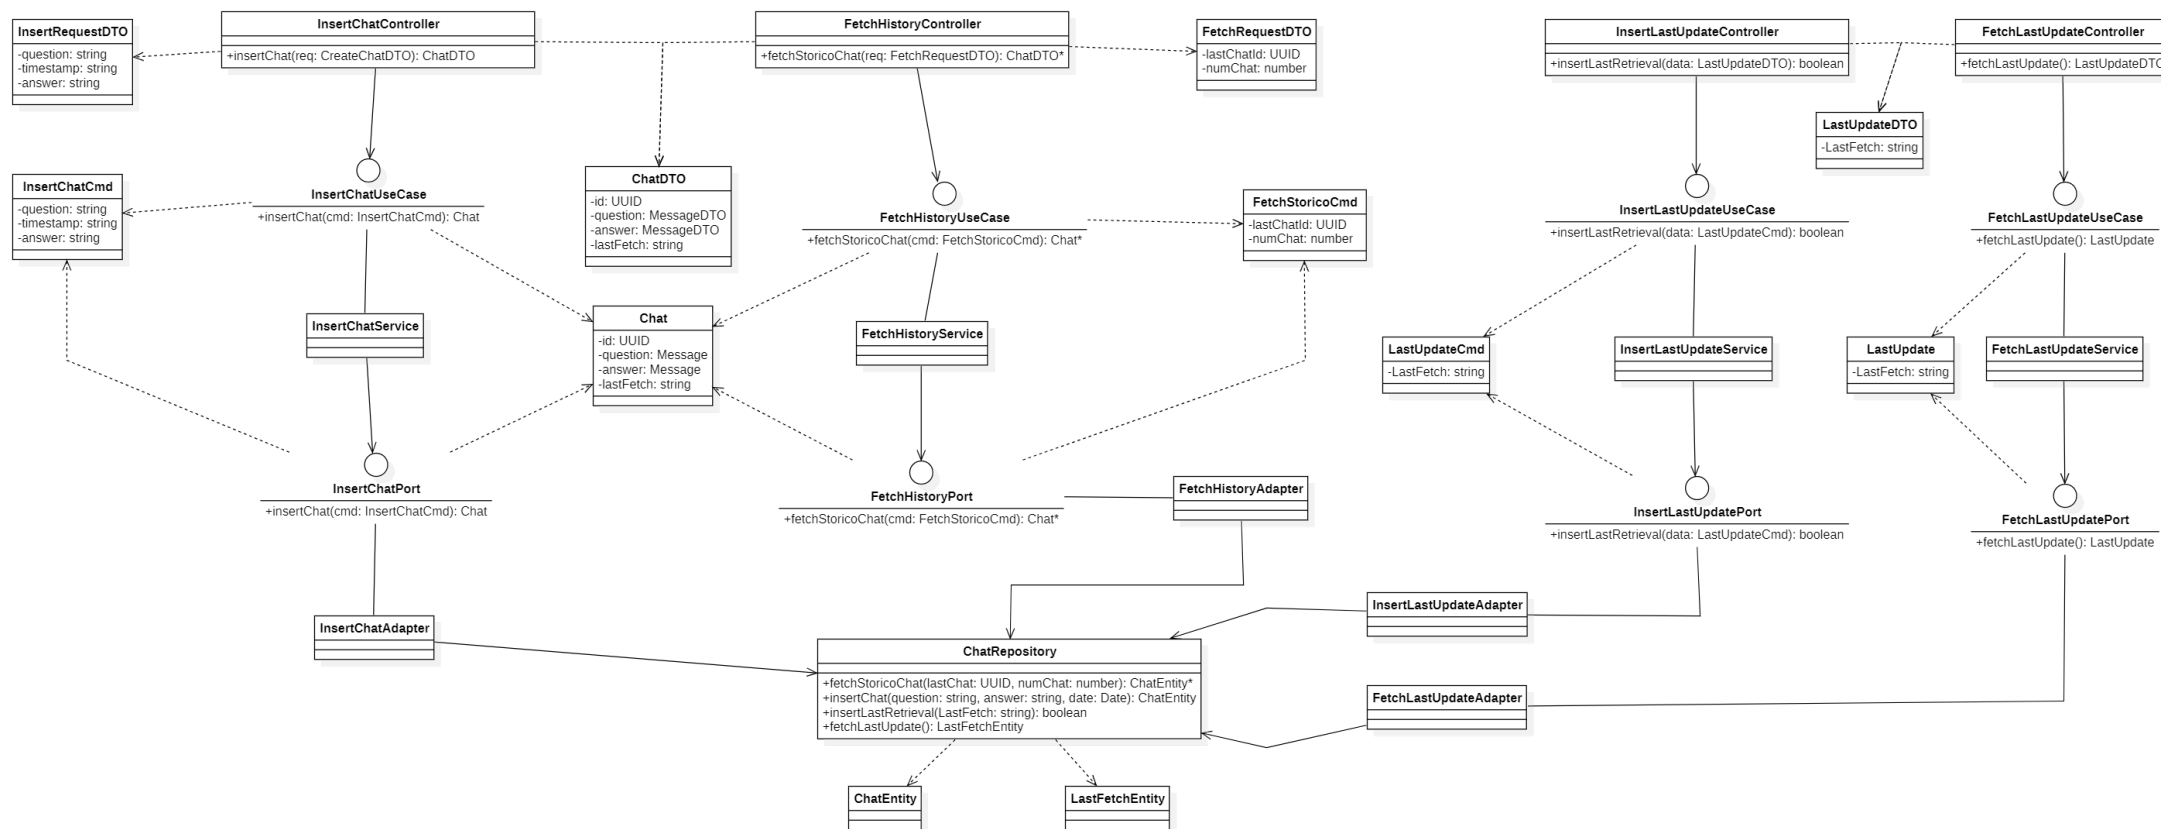 InsertRequestDTO
-question: string
-timestamp: string
-answer: string
InsertChatController
+insertChat(req: CreateChatDTO): ChatDTO
FetchHistoryController
+fetchStoricoChat(req: FetchRequestDTO): ChatDTO*
FetchRequestDTO
-lastChatId: UUID
-numChat: number
InsertLastUpdateController
+insertLastRetrieval(data: LastUpdateDTO): boolean
FetchLastUpdateController
+fetchLastUpdate(): LastUpdateDTO
LastUpdateDTO
-LastFetch: string
InsertChatCmd
-question: string
-timestamp: string
-answer: string
InsertChatUseCase
+insertChat(cmd: InsertChatCmd): Chat
ChatDTO
-id: UUID
-question: MessageDTO
-answer: MessageDTO
-lastFetch: string
FetchHistoryUseCase
+fetchStoricoChat(cmd: FetchStoricoCmd): Chat*
FetchStoricoCmd
-lastChatId: UUID
-numChat: number
InsertLastUpdateUseCase
+insertLastRetrieval(data: LastUpdateCmd): boolean
FetchLastUpdateUseCase
+fetchLastUpdate(): LastUpdate
InsertChatService
Chat
-id: UUID
-question: Message
-answer: Message
-lastFetch: string
FetchHistoryService
LastUpdateCmd
-LastFetch: string
InsertLastUpdateService
LastUpdate
-LastFetch: string
FetchLastUpdateService
InsertChatPort
+insertChat(cmd: InsertChatCmd): Chat
FetchHistoryPort
+fetchStoricoChat(cmd: FetchStoricoCmd): Chat*
FetchHistoryAdapter
InsertLastUpdatePort
+insertLastRetrieval(data: LastUpdateCmd): boolean
FetchLastUpdatePort
+fetchLastUpdate(): LastUpdate
InsertChatAdapter
InsertLastUpdateAdapter
ChatRepository
+fetchStoricoChat(lastChat: UUID, numChat: number): ChatEntity*
+insertChat(question: string, answer: string, date: Date): ChatEntity
+insertLastRetrieval(LastFetch: string): boolean
+fetchLastUpdate(): LastFetchEntity
FetchLastUpdateAdapter
ChatEntity
LastFetchEntity